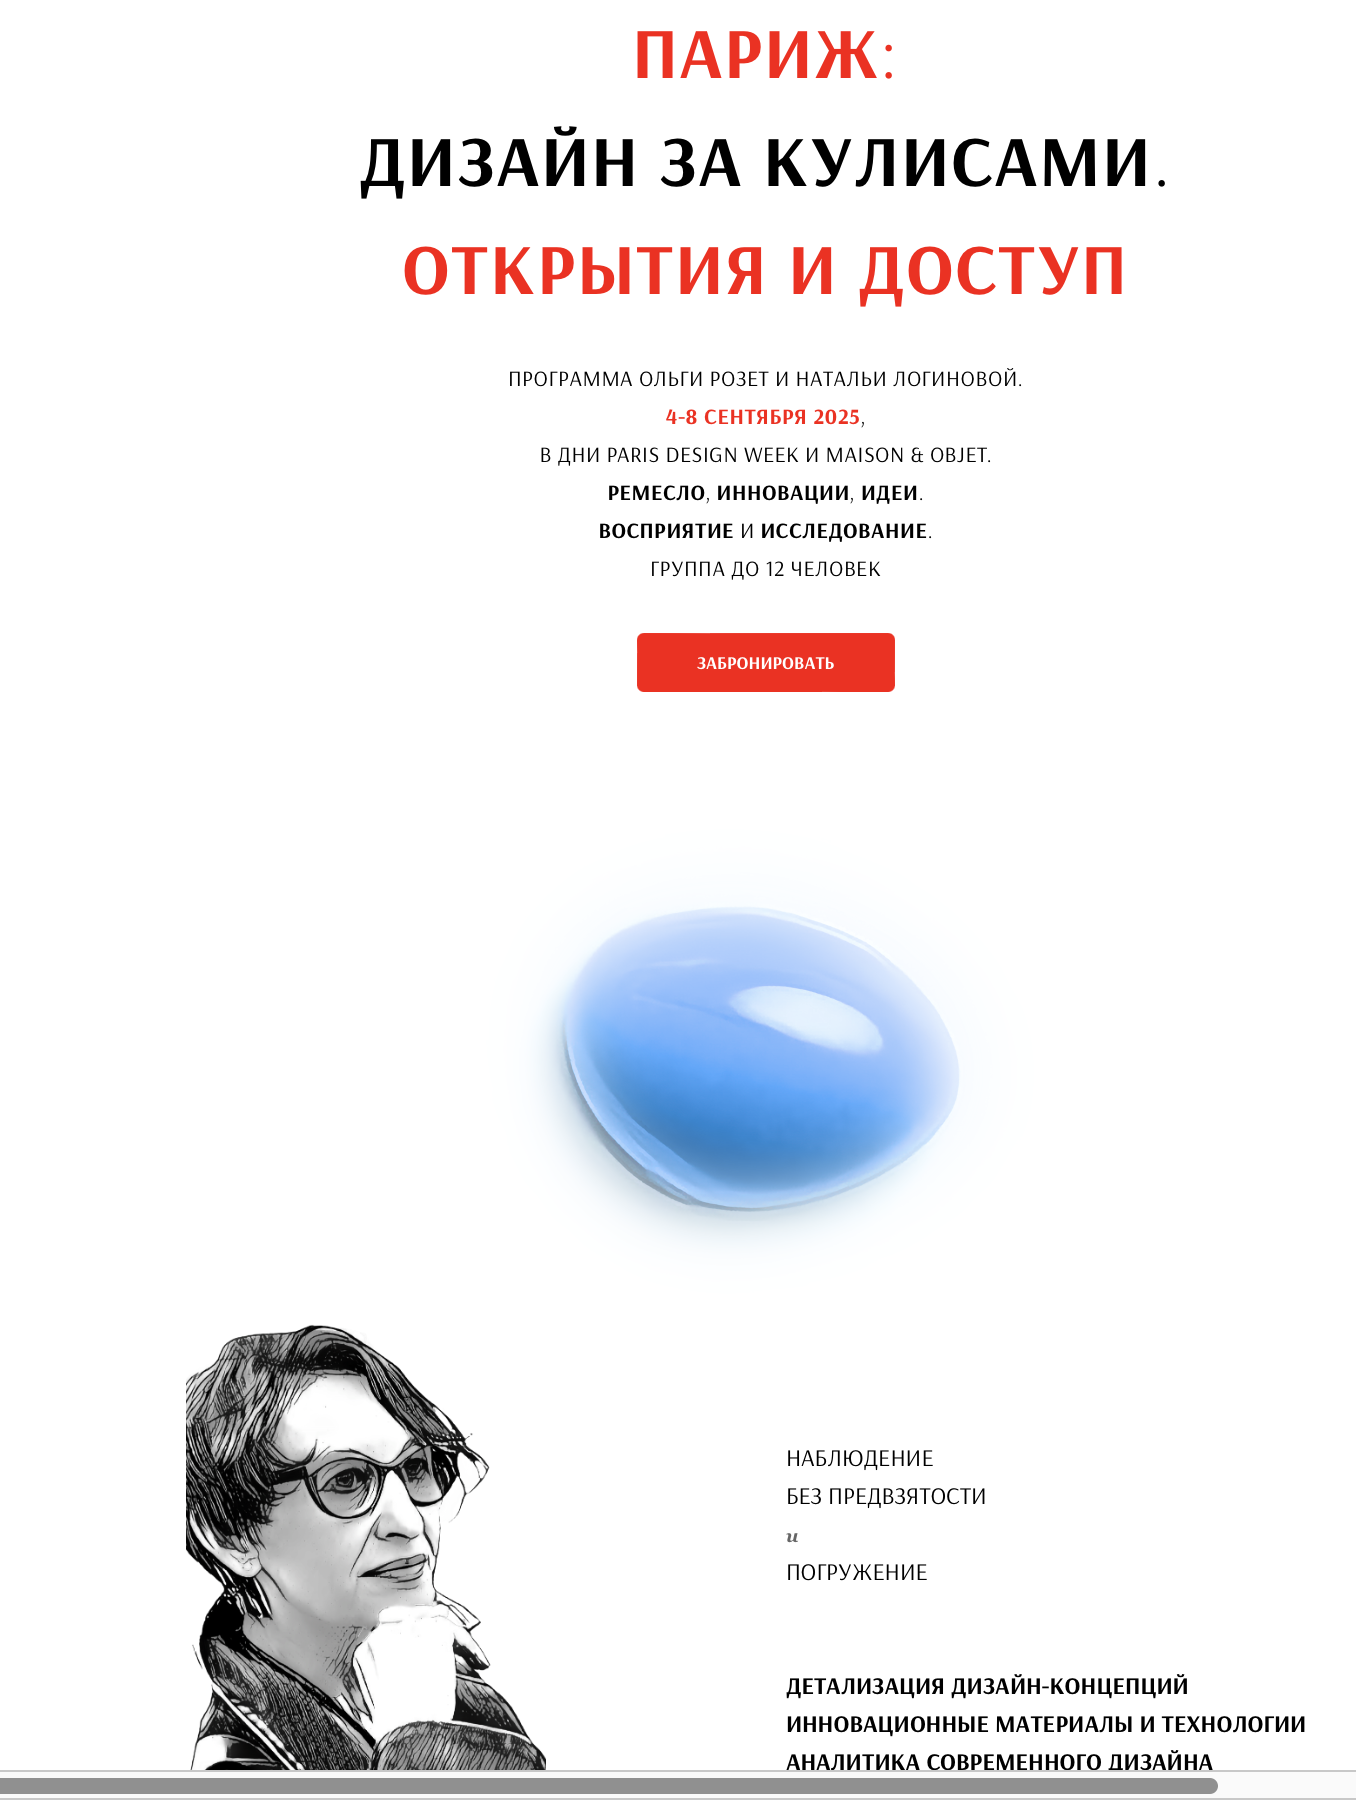 ПАРИЖ:
ДИЗАЙН ЗА КУЛИСАМИ.
ОТКРЫТИЯ И ДОСТУП
ПРОГРАММА ОЛЬГИ РОЗЕТ И НАТАЛЬИ ЛОГИНОВОЙ.
4-8 СЕНТЯБРЯ 2025,
В ДНИ PARIS DESIGN WEEK И MAISON & OBJET.
РЕМЕСЛО, ИННОВАЦИИ, ИДЕИ.
ВОСПРИЯТИЕ И ИССЛЕДОВАНИЕ.
ГРУППА ДО 12 ЧЕЛОВЕК
ЗАБРОНИРОВАТЬ
НАБЛЮДЕНИЕ
БЕЗ ПРЕДВЗЯТОСТИ
и
ПОГРУЖЕНИЕ
ДЕТАЛИЗАЦИЯ ДИЗАЙН-КОНЦЕПЦИЙ
ИННОВАЦИОННЫЕ МАТЕРИАЛЫ И ТЕХНОЛОГИИ
АНАЛИТИКА СОВРЕМЕННОГО ДИЗАЙНА